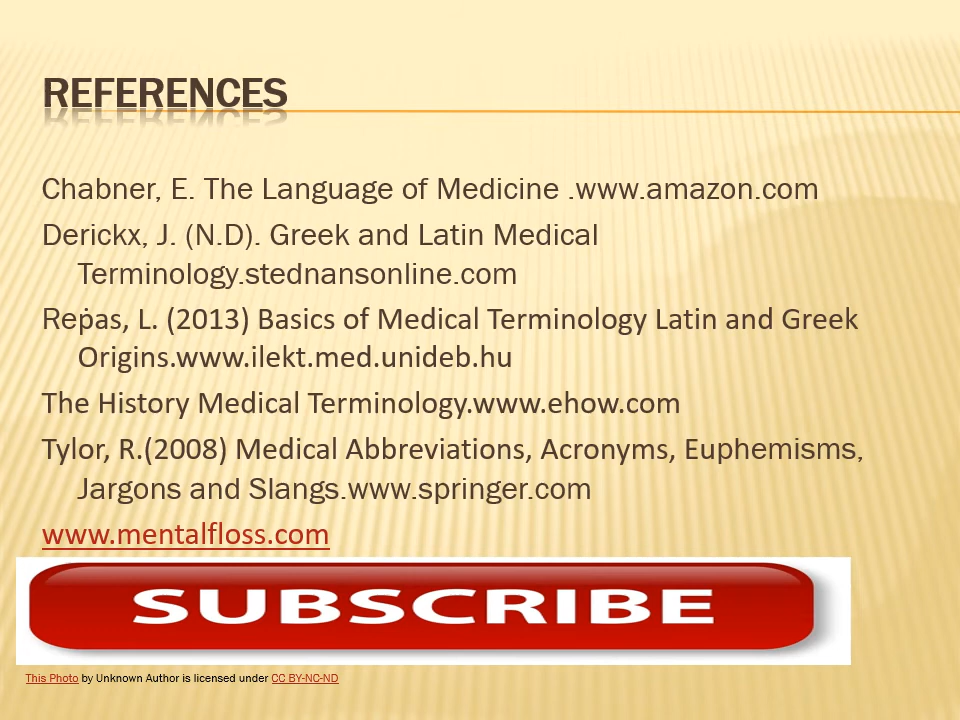 REFERENCES
Chabner, E. The Language of Medicine .www.amazon.com
Derickx, J. (N.D). Greek and Latin Medical
Terminology.stednansonline.com
Reṗas, L. (2013) Basics of Medical Terminology Latin and Greek
Origins.www.ilekt.med.unideb.hu
The History Medical Terminology.www.ehow.com
Tylor, R.(2008) Medical Abbreviations, Acronyms, Euphemisms,
Jargons and Slangs.www.springer.com
www.mentalfloss.com
SUBSCRIBE
This Photo by Unknown Author is licensed under CC BY-NC-ND